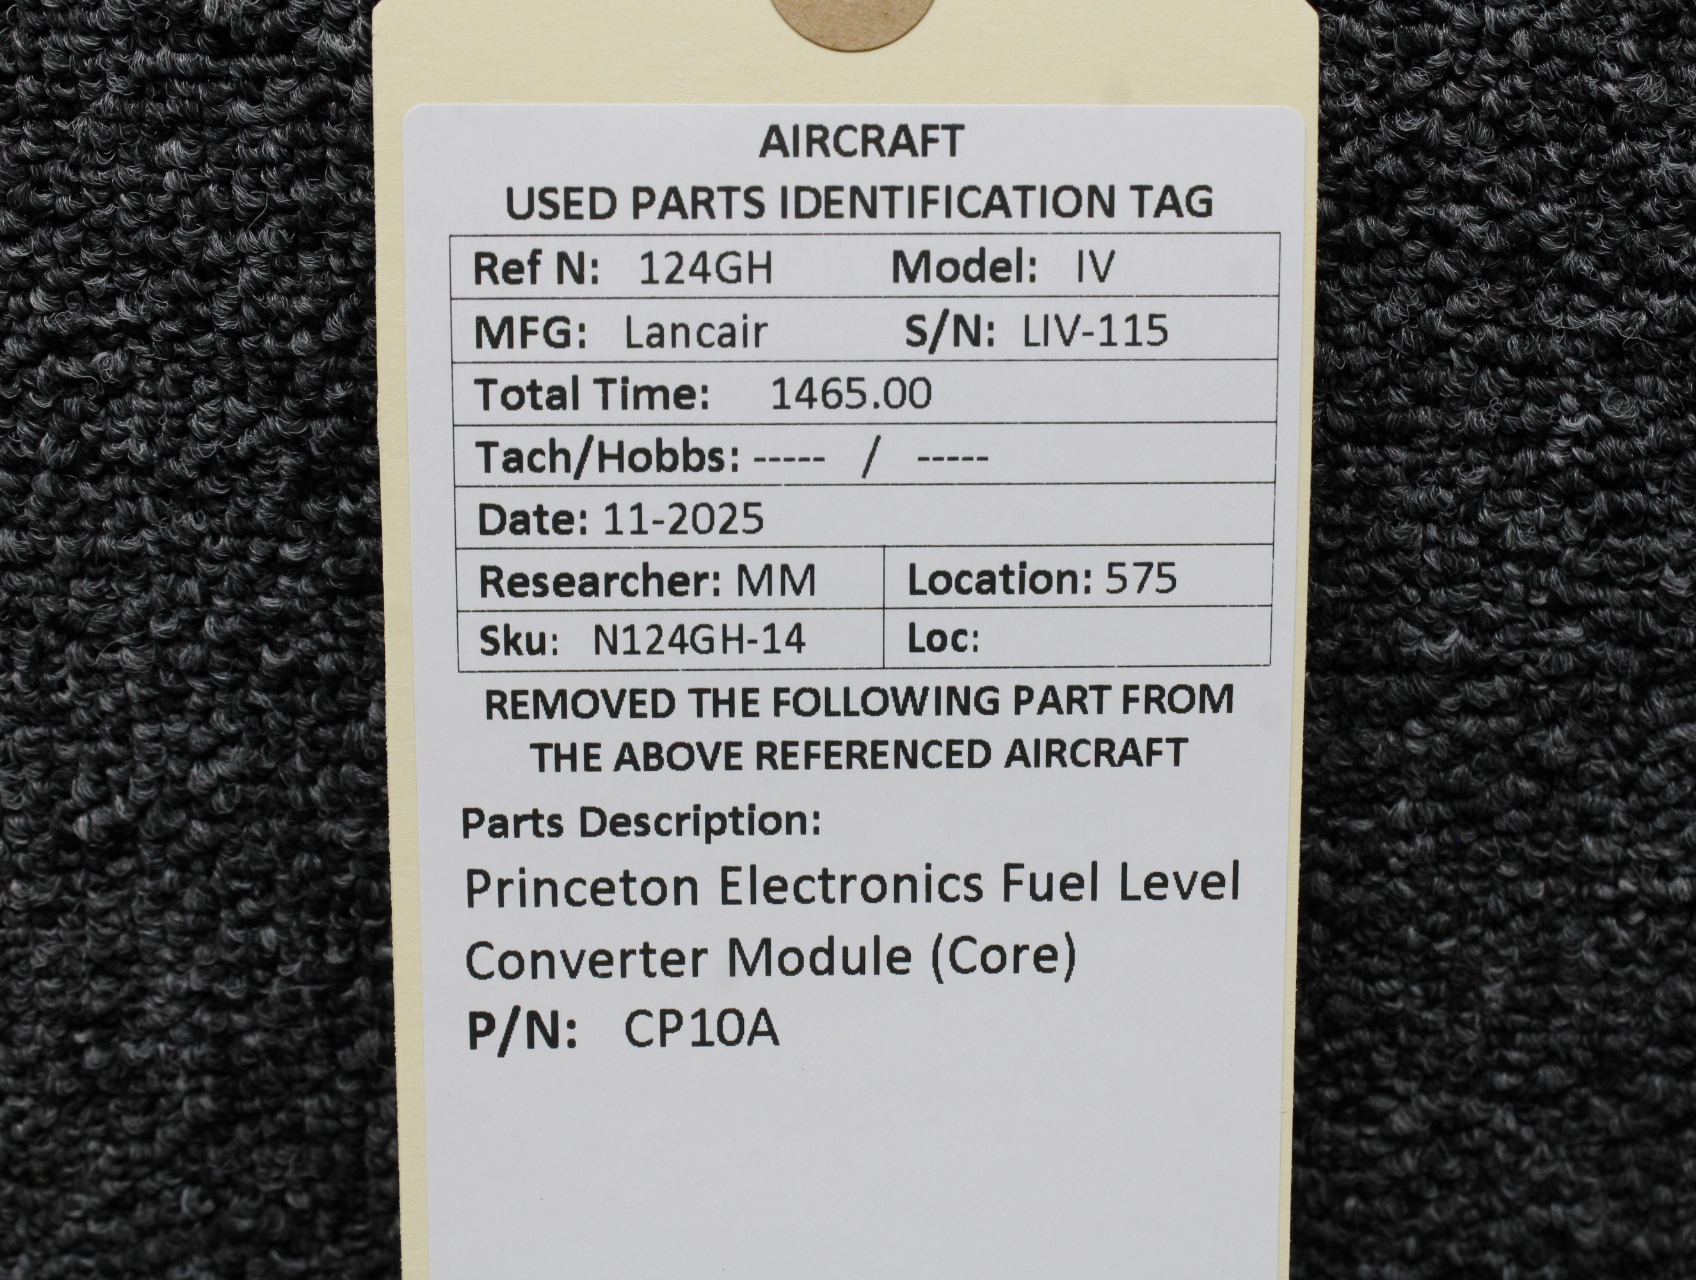 AIRCRAFT
USED PARTS IDENTIFICATION TAG
Ref N: 124GH Model: IV
MFG: Lancair S/N: LIV-115
Total Time: 1465.00
Tach/Hobbs: ----- / -----
Date: 11-2025
Researcher: MM Location: 575
Sku: N124GH-14 Loc:
REMOVED THE FOLLOWING PART FROM
THE ABOVE REFERENCED AIRCRAFT
Parts Description:
Princeton Electronics Fuel Level
Converter Module (Core)
P/N: CP10A